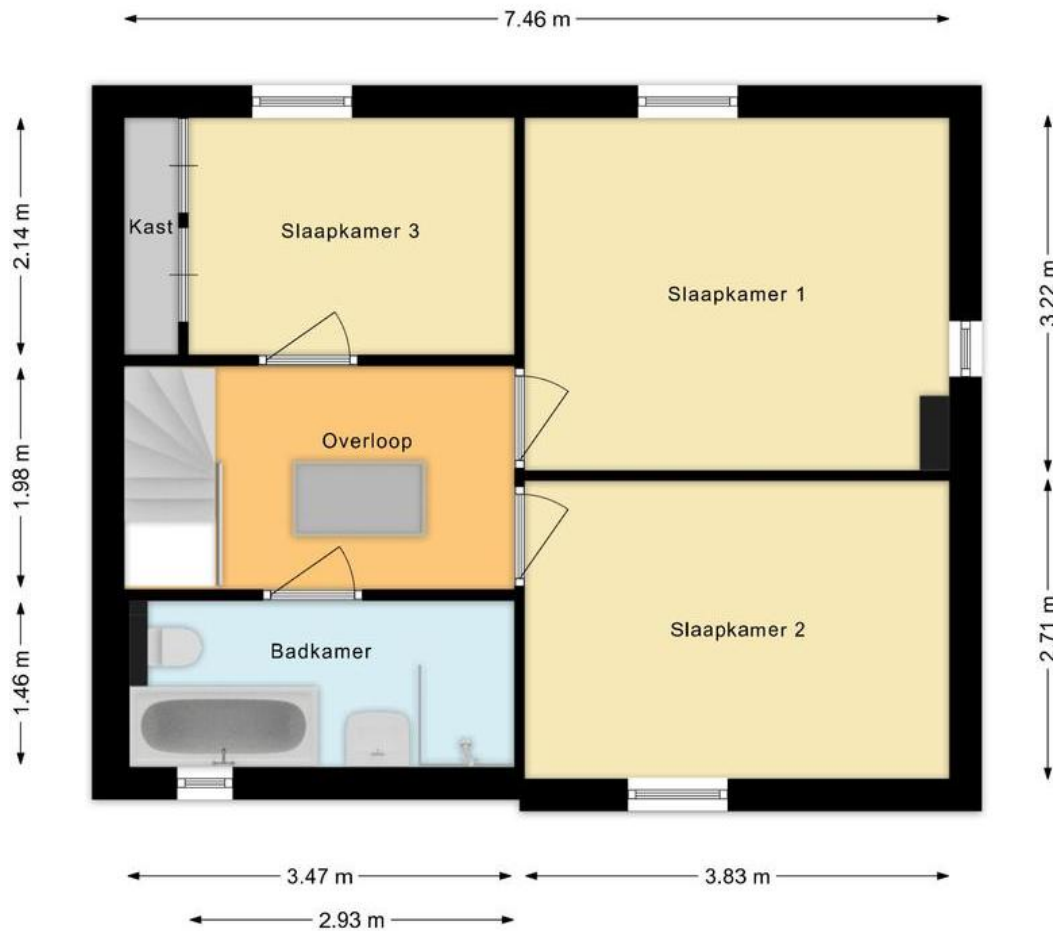 7.46 m
2.14 m
Kast
Slaapkamer 3
Slaapkamer 1
3.22 m
1.98 m
Overloop
1.46 m
Badkamer
Slaapkamer 2
2.71 m
3.47 m
3.83 m
2.93 m